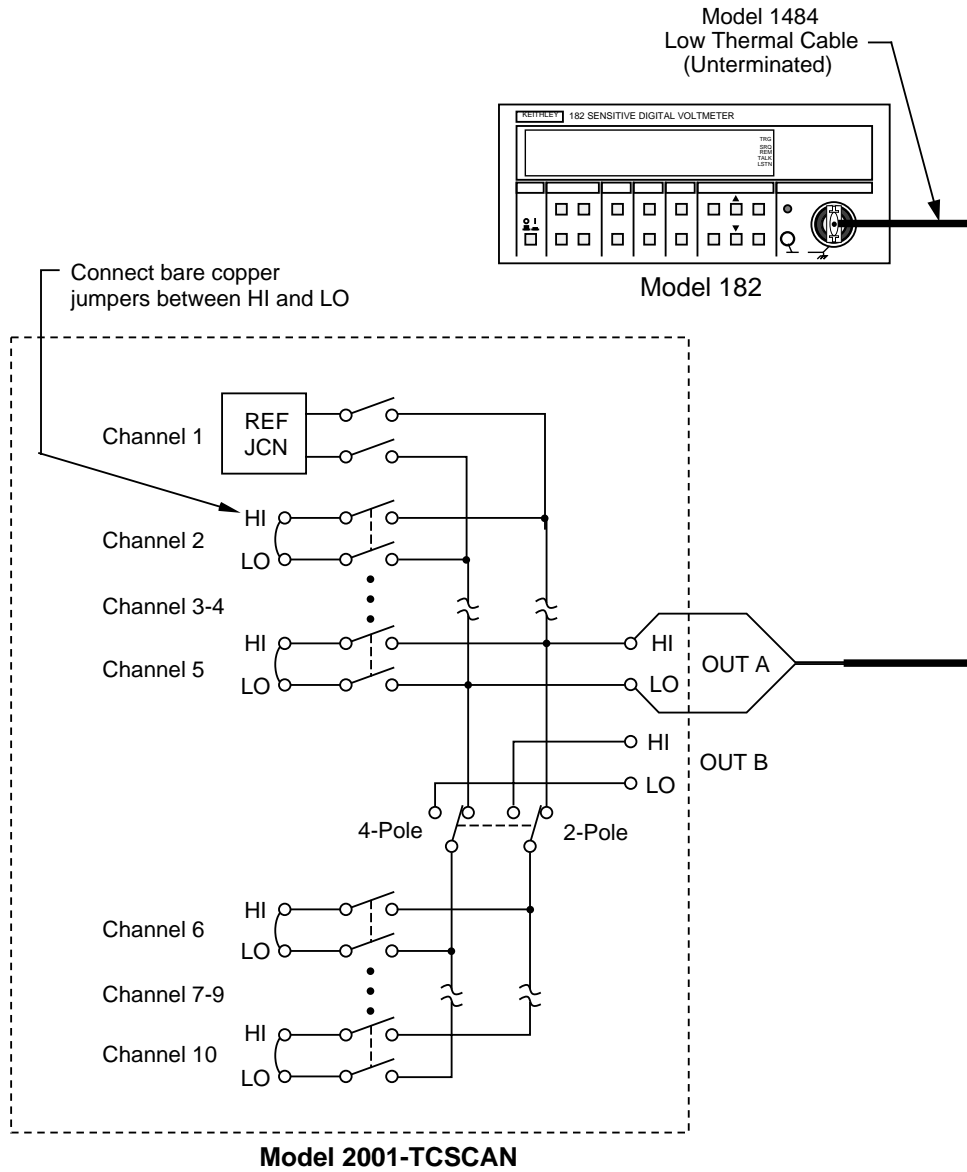 Model 1484
Low Thermal Cable
(Unterminated)
KEITHLEY 182 SENSITIVE DIGITAL VOLTMETER
TRG
SRQ
REM
TALK
LSTN
O I
Model 182
Connect bare copper
jumpers between HI and LO
Channel 1
REF
JCN
HI
Channel 2
LO
Channel 3-4
HI
Channel 5
LO
HI
OUT A
LO
HI
OUT B
LO
4-Pole
2-Pole
HI
Channel 6
LO
Channel 7-9
HI
Channel 10
LO
Model 2001-TCSCAN